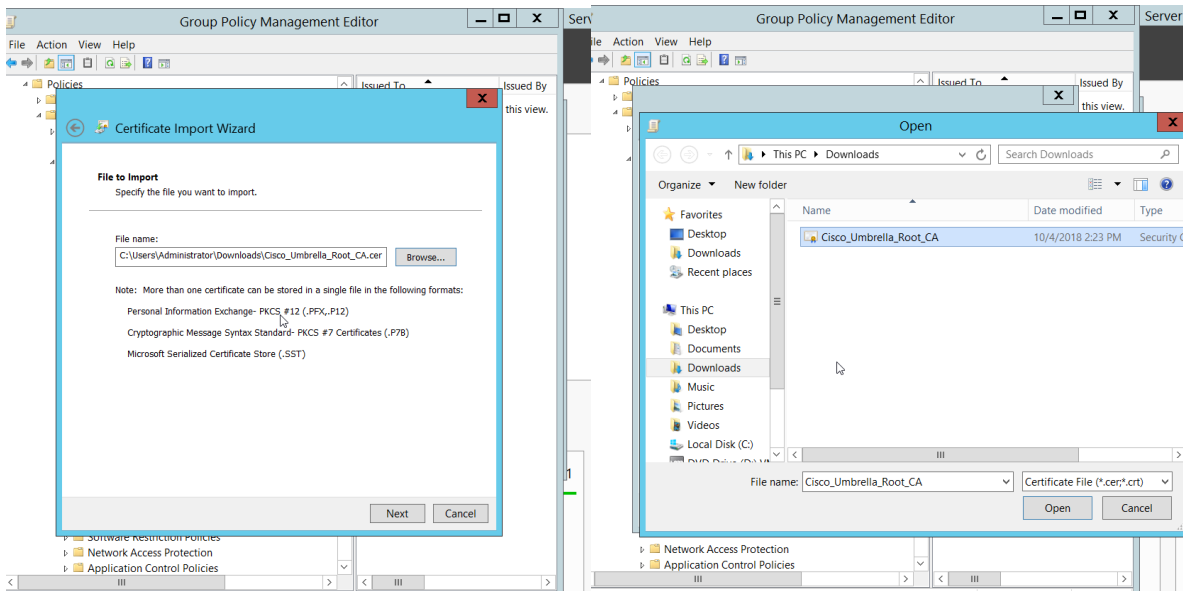 Group Policy Management Editor
X
File Action View Help
Policies
Issued To
Issued By
this view.
X
Certificate Import Wizard
File to Import
Specify the file you want to import.
File name:
C:\Users\Administrator\Downloads\Cisco_Umbrella_Root_CA.cer
Browse...
Note: More than one certificate can be stored in a single file in the following formats:
Personal Information Exchange- PKCS #12 (.PFX,.P12)
Cryptographic Message Syntax Standard- PKCS #7 Certificates (.P7B)
Microsoft Serialized Certificate Store (.SST)
Next
Cancel
Software Restriction Policies
Network Access Protection
Application Control Policies
1
Group Policy Management Editor
X
Server
Action View Help
Policies
Issued To
Issued By
this view.
X
Open
X
This PC
Downloads
Search Downloads
Organize
New folder
Name
Date modified
Type
Favorites
Desktop
Downloads
Recent places
This PC
Desktop
Documents
Downloads
Music
Pictures
Videos
Local Disk (C:)
Cisco_Umbrella_Root_CA
10/4/2018 2:23 PM
Security
File name:
Cisco_Umbrella_Root_CA
Certificate File (*.cer;*.crt)
Open
Cancel
Network Access Protection
Application Control Policies